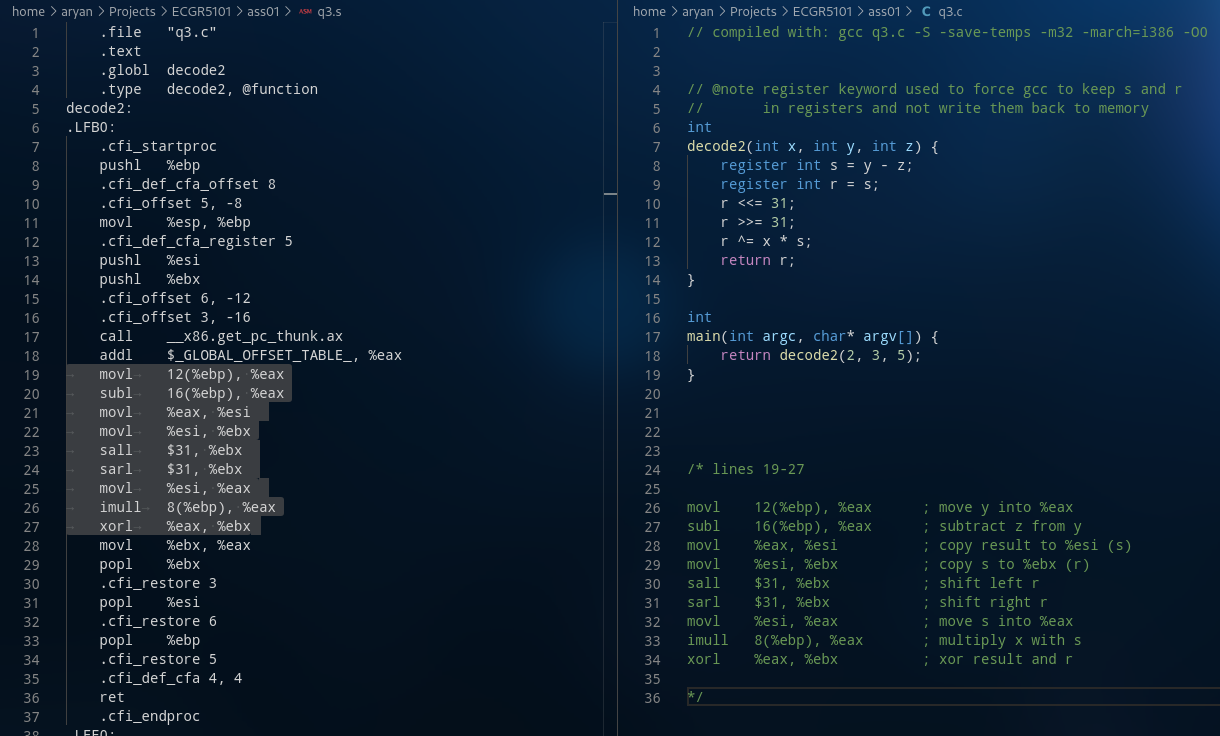 home > aryan > Projects > ECGR5101 > ass01 > ASM q3.s
1 .file "q3.c"
2 .text
3 .globl decode2
4 .type decode2, @function
5 decode2:
6 .LFB0:
7 .cfi_startproc
8 pushl %ebp
9 .cfi_def_cfa_offset 8
10 .cfi_offset 5, -8
11 movl %esp, %ebp
12 .cfi_def_cfa_register 5
13 pushl %esi
14 pushl %ebx
15 .cfi_offset 6, -12
16 .cfi_offset 3, -16
17 call __x86.get_pc_thunk.ax
18 addl $_GLOBAL_OFFSET_TABLE_, %eax
19 movl 12(%ebp), %eax
20 subl 16(%ebp), %eax
21 movl %eax, %esi
22 movl %esi, %ebx
23 sall $31, %ebx
24 sarl $31, %ebx
25 movl %esi, %eax
26 imull 8(%ebp), %eax
27 xorl %eax, %ebx
28 movl %ebx, %eax
29 popl %ebx
30 .cfi_restore 3
31 popl %esi
32 .cfi_restore 6
33 popl %ebp
34 .cfi_restore 5
35 .cfi_def_cfa 4, 4
36 ret
37 .cfi_endproc
38 .LFE0:
home > aryan > Projects > ECGR5101 > ass01 > C q3.c
1 // compiled with: gcc q3.c -S -save-temps -m32 -march=i386 -O0
2
3
4 // @note register keyword used to force gcc to keep s and r
5 // in registers and not write them back to memory
6 int
7 decode2(int x, int y, int z) {
8 register int s = y - z;
9 register int r = s;
10 r <<= 31;
11 r >>= 31;
12 r ^= x * s;
13 return r;
14 }
15
16 int
17 main(int argc, char* argv[]) {
18 return decode2(2, 3, 5);
19 }
20
21
22
23
24 /* lines 19-27
25
26 movl 12(%ebp), %eax ; move y into %eax
27 subl 16(%ebp), %eax ; subtract z from y
28 movl %eax, %esi ; copy result to %esi (s)
29 movl %esi, %ebx ; copy s to %ebx (r)
30 sall $31, %ebx ; shift left r
31 sarl $31, %ebx ; shift right r
32 movl %esi, %eax ; move s into %eax
33 imull 8(%ebp), %eax ; multiply x with s
34 xorl %eax, %ebx ; xor result and r
35
36 */